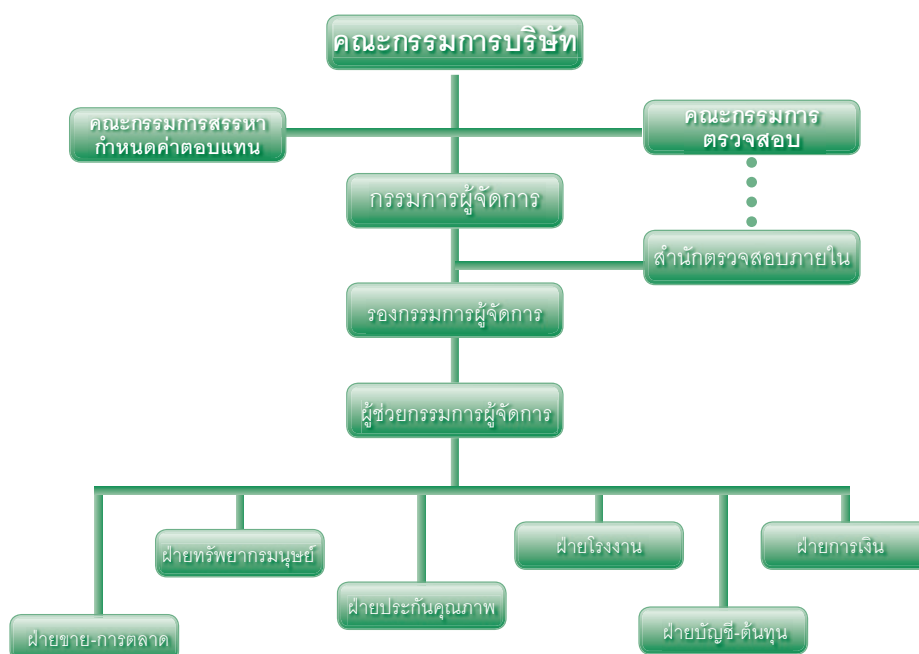 คณะกรรมการบริษัท
คณะกรรมการสรรหา
กำหนดค่าตอบแทน
คณะกรรมการ
ตรวจสอบ
กรรมการผู้จัดการ
สำนักตรวจสอบภายใน
รองกรรมการผู้จัดการ
ผู้ช่วยกรรมการผู้จัดการ
ฝ่ายทรัพยากรมนุษย์
ฝ่ายโรงงาน
ฝ่ายการเงิน
ฝ่ายประกันคุณภาพ
ฝ่ายขาย-การตลาด
ฝ่ายบัญชี-ต้นทุน